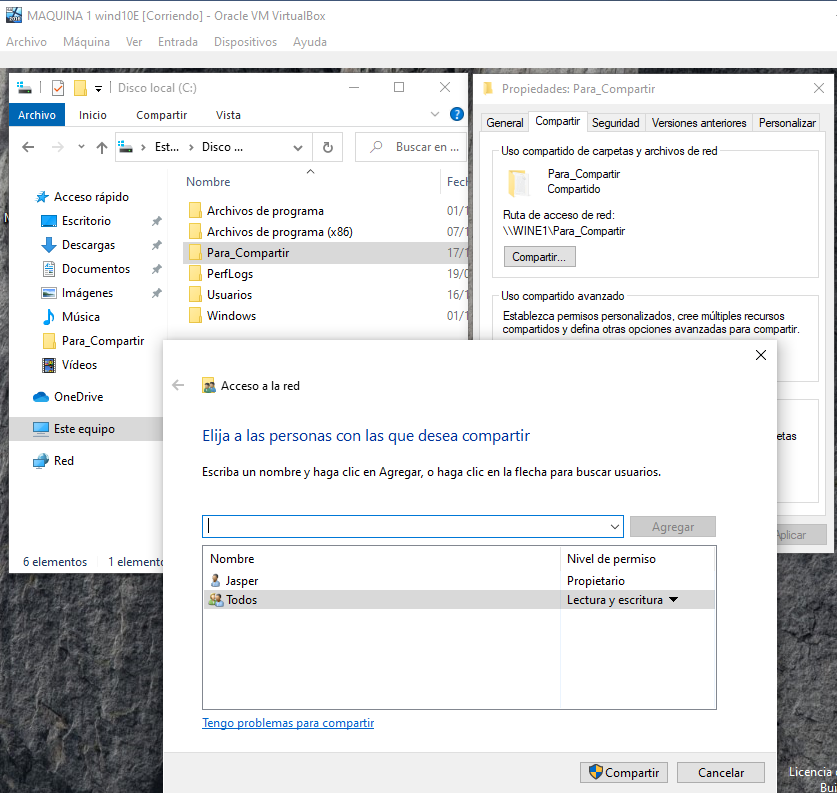 MAQUINA 1 wind10E [Corriendo] - Oracle VM VirtualBox
Archivo Máquina Ver Entrada Dispositivos Ayuda
Disco local (C:)
Archivo Inicio Compartir Vista
Est... Disco ... Buscar en ...
Nombre Fech
Acceso rápido
Escritorio
Descargas
Documentos
Imágenes
Música
Para_Compartir
Vídeos
OneDrive
Este equipo
Red
Archivos de programa 01/1
Archivos de programa (x86) 07/1
Para_Compartir 17/1
PerfLogs 19/0
Usuarios 16/1
Windows 01/1
6 elementos 1 elemento
Propiedades: Para_Compartir
General Compartir Seguridad Versiones anteriores Personalizar
Uso compartido de carpetas y archivos de red
Para_Compartir
Compartido
Ruta de acceso de red:
\\WINE1\Para_Compartir
Compartir...
Uso compartido avanzado
Establezca permisos personalizados, cree múltiples recursos
compartidos y defina otras opciones avanzadas para compartir.
etas
Aplicar
Acceso a la red
Elija a las personas con las que desea compartir
Escriba un nombre y haga clic en Agregar, o haga clic en la flecha para buscar usuarios.
Agregar
Nombre Nivel de permiso
Jasper Propietario
Todos Lectura y escritura
Tengo problemas para compartir
Compartir Cancelar
Licencia
Bui